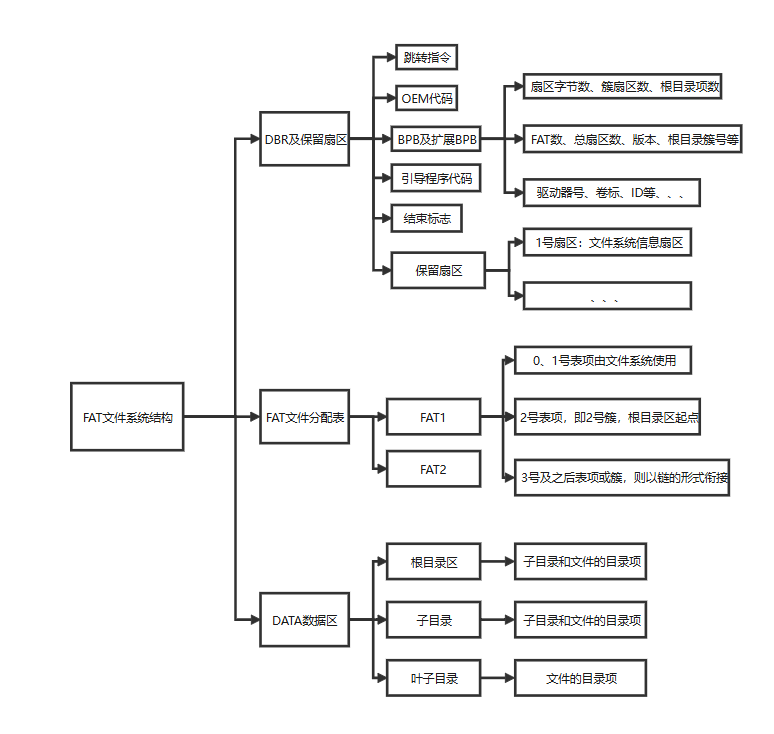 跳转指令
OEM代码
扇区字节数、簇扇区数、根目录项数
DBR及保留扇区
BPB及扩展BPB
FAT数、总扇区数、版本、根目录簇号等
引导程序代码
驱动器号、卷标、ID等、、、
结束标志
保留扇区
1号扇区：文件系统信息扇区
、、、
0、1号表项由文件系统使用
FAT文件系统结构
FAT文件分配表
FAT1
2号表项，即2号簇，根目录区起点
FAT2
3号及之后表项或簇，则以链的形式衔接
根目录区
子目录和文件的目录项
DATA数据区
子目录
子目录和文件的目录项
叶子目录
文件的目录项